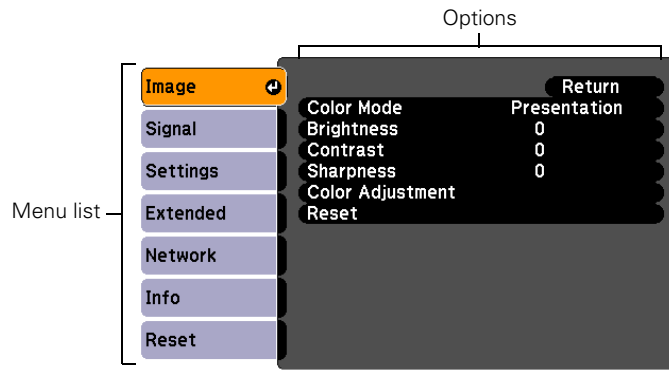 Options
Menu list
Image
Signal
Settings
Extended
Network
Info
Reset
Return
Color Mode Presentation
Brightness 0
Contrast 0
Sharpness 0
Color Adjustment
Reset